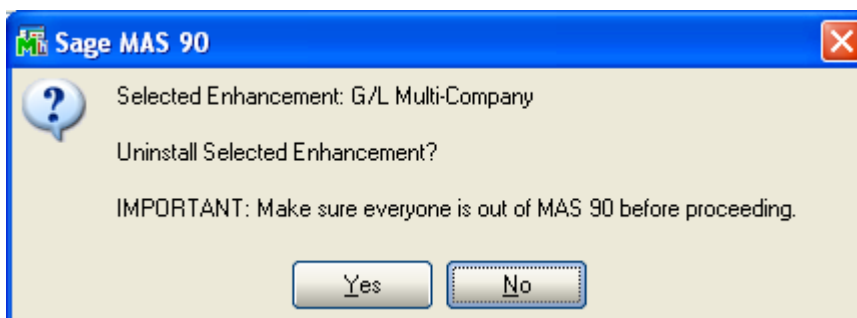 Sage MAS 90
Selected Enhancement: G/L Multi-Company
Uninstall Selected Enhancement?
IMPORTANT: Make sure everyone is out of MAS 90 before proceeding.
Yes No